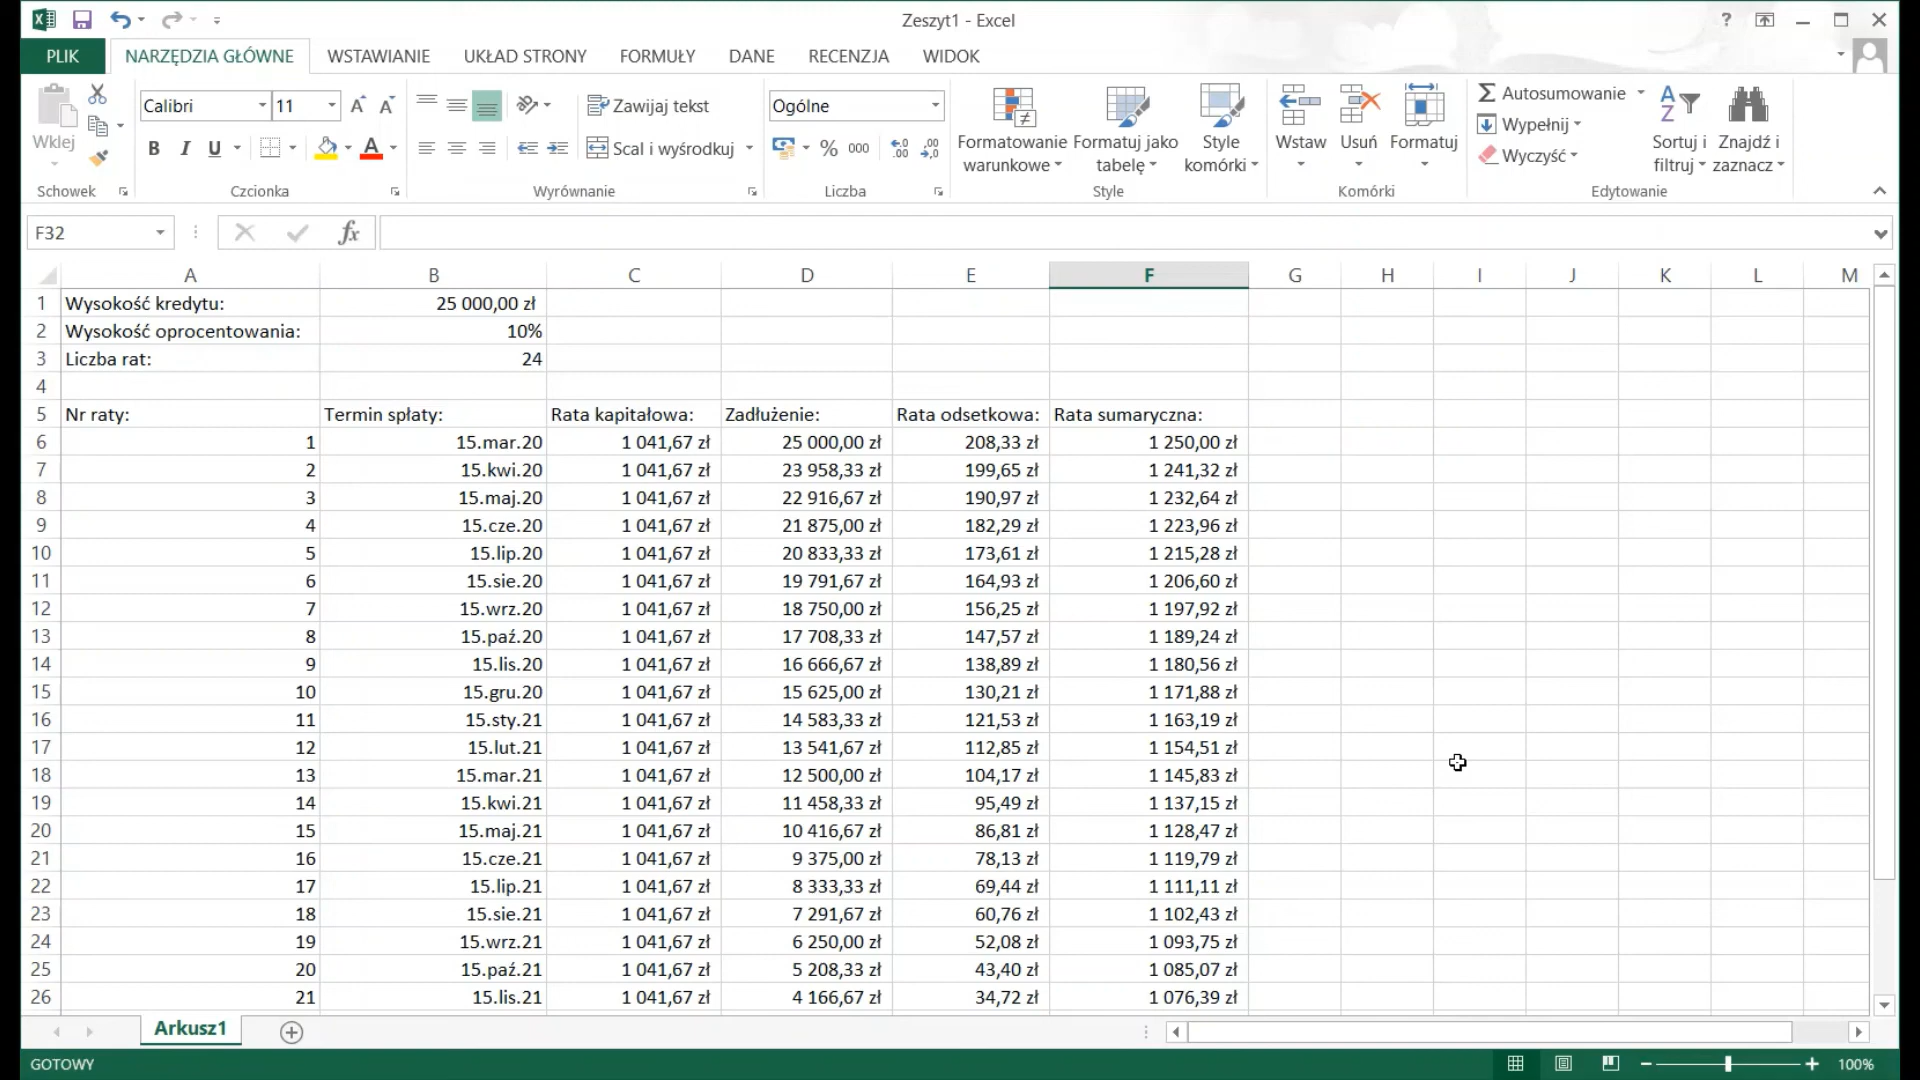 Zeszyt1 - Excel
?
PLIK NARZĘDZIA GŁÓWNE WSTAWIANIE UKŁAD STRONY FORMUŁY DANE RECENZJA WIDOK
Wklej
Calibri 11
B I U A
Zawijaj tekst
Scal i wyśrodkuj
Ogólne
% 000
Formatowanie warunkowe
Formatuj jako tabelę
Style komórki
Wstaw
Usuń
Formatuj
Autosumowanie
Wypełnij
Wyczyść
Sortuj i filtruj
Znajdź i zaznacz
Schowek Czcionka Wyrównanie Liczba Style Komórki Edytowanie
F32 fx
A B C D E F G H I J K L M
1 Wysokość kredytu: 25 000,00 zł
2 Wysokość oprocentowania: 10%
3 Liczba rat: 24
4
5 Nr raty: Termin spłaty: Rata kapitałowa: Zadłużenie: Rata odsetkowa: Rata sumaryczna:
6 1 15.mar.20 1 041,67 zł 25 000,00 zł 208,33 zł 1 250,00 zł
7 2 15.kwi.20 1 041,67 zł 23 958,33 zł 199,65 zł 1 241,32 zł
8 3 15.maj.20 1 041,67 zł 22 916,67 zł 190,97 zł 1 232,64 zł
9 4 15.cze.20 1 041,67 zł 21 875,00 zł 182,29 zł 1 223,96 zł
10 5 15.lip.20 1 041,67 zł 20 833,33 zł 173,61 zł 1 215,28 zł
11 6 15.sie.20 1 041,67 zł 19 791,67 zł 164,93 zł 1 206,60 zł
12 7 15.wrz.20 1 041,67 zł 18 750,00 zł 156,25 zł 1 197,92 zł
13 8 15.paź.20 1 041,67 zł 17 708,33 zł 147,57 zł 1 189,24 zł
14 9 15.lis.20 1 041,67 zł 16 666,67 zł 138,89 zł 1 180,56 zł
15 10 15.gru.20 1 041,67 zł 15 625,00 zł 130,21 zł 1 171,88 zł
16 11 15.sty.21 1 041,67 zł 14 583,33 zł 121,53 zł 1 163,19 zł
17 12 15.lut.21 1 041,67 zł 13 541,67 zł 112,85 zł 1 154,51 zł
18 13 15.mar.21 1 041,67 zł 12 500,00 zł 104,17 zł 1 145,83 zł
19 14 15.kwi.21 1 041,67 zł 11 458,33 zł 95,49 zł 1 137,15 zł
20 15 15.maj.21 1 041,67 zł 10 416,67 zł 86,81 zł 1 128,47 zł
21 16 15.cze.21 1 041,67 zł 9 375,00 zł 78,13 zł 1 119,79 zł
22 17 15.lip.21 1 041,67 zł 8 333,33 zł 69,44 zł 1 111,11 zł
23 18 15.sie.21 1 041,67 zł 7 291,67 zł 60,76 zł 1 102,43 zł
24 19 15.wrz.21 1 041,67 zł 6 250,00 zł 52,08 zł 1 093,75 zł
25 20 15.paź.21 1 041,67 zł 5 208,33 zł 43,40 zł 1 085,07 zł
26 21 15.lis.21 1 041,67 zł 4 166,67 zł 34,72 zł 1 076,39 zł
Arkusz1
GOTOWY 100%